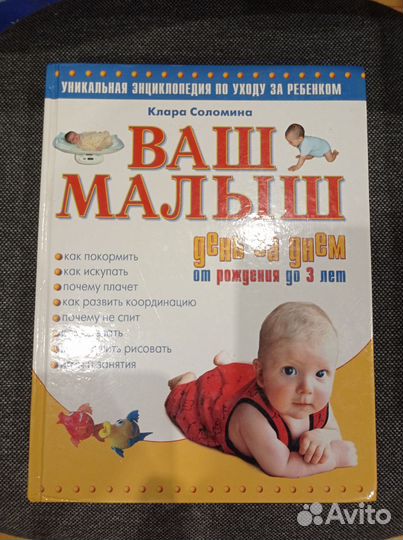 УНИКАЛЬНАЯ ЭНЦИКЛОПЕДИЯ ПО УХОДУ ЗА РЕБЕНКОМ
Клара Соломина
ВАШ
МАЛЫШ
день за днем
от рождения до 3 лет
как покормить
как искупать
почему плачет
как развить координацию
почему не спит
рисовать
занятия
Avito